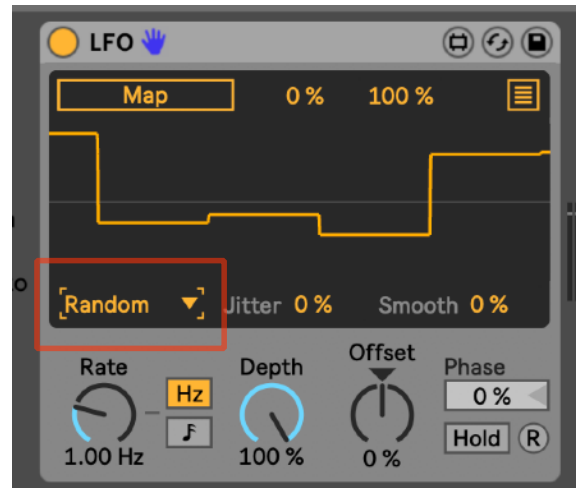 LFO
Map 0 % 100 %
Random Jitter 0 % Smooth 0 %
Rate Depth Offset Phase
Hz 0 %
Hold R
1.00 Hz 100 % 0 %